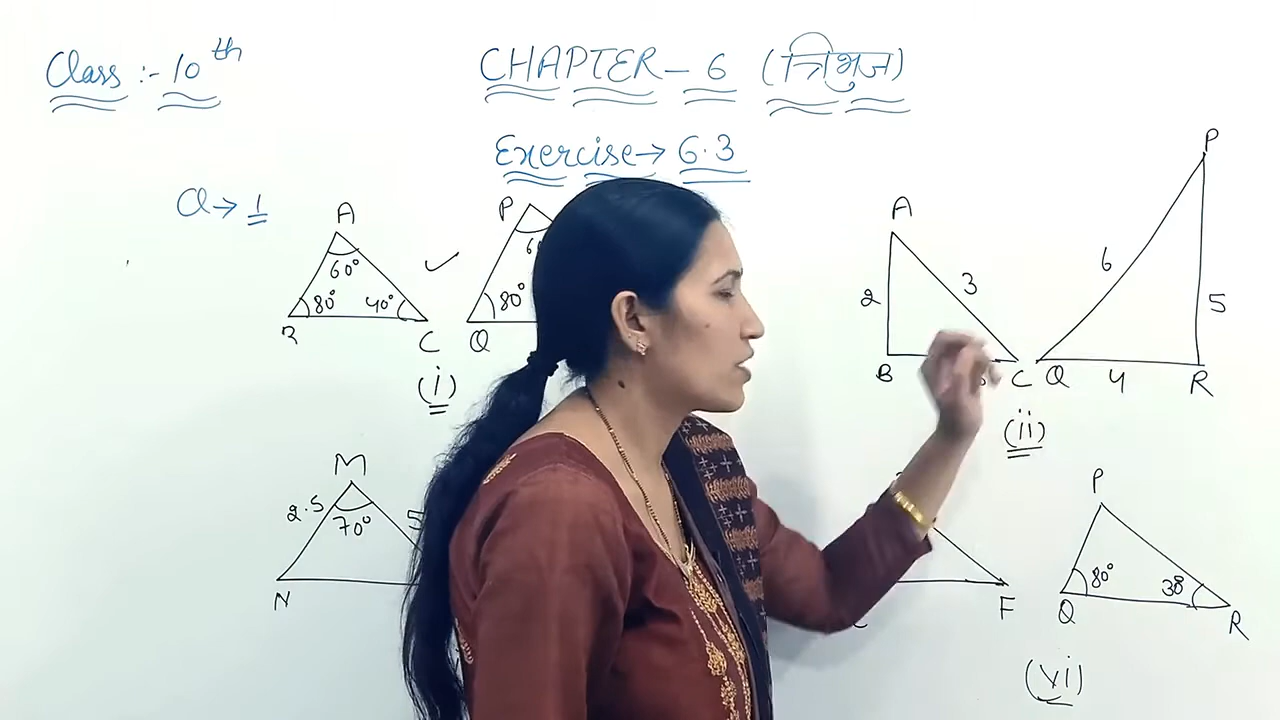 Class :- 10th
CHAPTER - 6 (त्रिभुज)
Exercise → 6.3
Q → 1
A
60°
80°
40°
B
C
P
80°
Q
(i)
A
2
3
B
C
P
6
5
Q
4
R
(ii)
M
2.5
70°
5
N
F
P
80°
38°
Q
R
(vi)